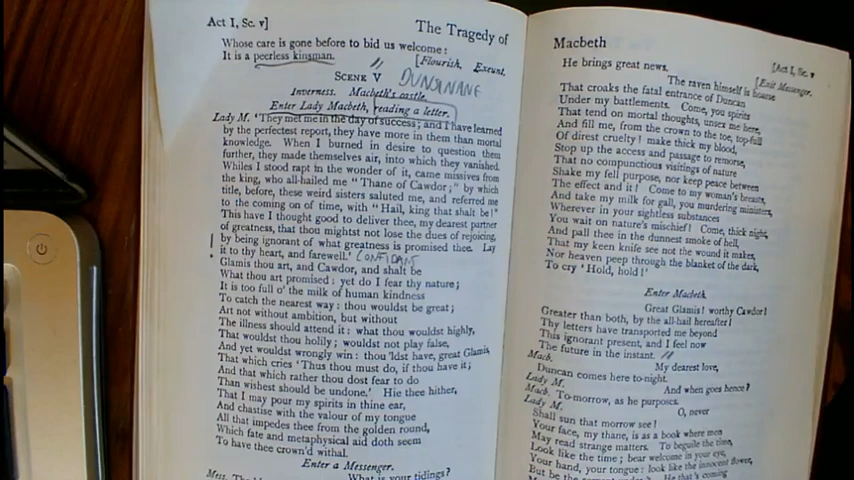 Act I, Sc. v]
The Tragedy of
Whose care is gone before to bid us welcome:
It is a peerless kinsman.
[Flourish. Exeunt.
SCENE V
DUNSINANE
Inverness. Macbeth's castle.
Enter Lady Macbeth, reading a letter.
Lady M. 'They met me in the day of success; and I have learned
by the perfectest report, they have more in them than mortal
knowledge. When I burned in desire to question them
further, they made themselves air, into which they vanished.
Whiles I stood rapt in the wonder of it, came missives from
the king, who all-hailed me "Thane of Cawdor;" by which
title, before, these weird sisters saluted me, and referred me
to the coming on of time, with "Hail, king that shalt be!"
This have I thought good to deliver thee, my dearest partner
of greatness, that thou mightst not lose the dues of rejoicing,
by being ignorant of what greatness is promised thee. Lay
it to thy heart, and farewell.' CONFIDANT
Glamis thou art, and Cawdor, and shalt be
What thou art promised: yet do I fear thy nature;
It is too full o' the milk of human kindness
To catch the nearest way: thou wouldst be great;
Art not without ambition, but without
The illness should attend it: what thou wouldst highly,
That wouldst thou holily; wouldst not play false,
And yet wouldst wrongly win: thou 'ldst have, great Glamis,
That which cries 'Thus thou must do, if thou have it;
And that which rather thou dost fear to do
Than wishest should be undone.' Hie thee hither,
That I may pour my spirits in thine ear,
And chastise with the valour of my tongue
All that impedes thee from the golden round,
Which fate and metaphysical aid doth seem
To have thee crown'd withal.
Enter a Messenger.
What is your tidings?
Mess.
Macbeth
[Act I, Sc. v
He brings great news.
[Exit Messenger.
The raven himself is hoarse
That croaks the fatal entrance of Duncan
Under my battlements. Come, you spirits
That tend on mortal thoughts, unsex me here,
And fill me, from the crown to the toe, top-full
Of direst cruelty! make thick my blood,
Stop up the access and passage to remorse,
That no compunctious visitings of nature
Shake my fell purpose, nor keep peace between
The effect and it! Come to my woman's breasts,
And take my milk for gall, you murdering ministers,
Wherever in your sightless substances
You wait on nature's mischief! Come, thick night,
And pall thee in the dunnest smoke of hell,
That my keen knife see not the wound it makes,
Nor heaven peep through the blanket of the dark,
To cry 'Hold, hold!'
Enter Macbeth.
Great Glamis! worthy Cawdor!
Greater than both, by the all-hail hereafter!
Thy letters have transported me beyond
This ignorant present, and I feel now
The future in the instant.
Macb. My dearest love,
Duncan comes here to-night.
Lady M. And when goes hence?
Macb. To-morrow, as he purposes.
Lady M. O, never
Shall sun that morrow see!
Your face, my thane, is as a book where men
May read strange matters. To beguile the time,
Look like the time; bear welcome in your eye,
Your hand, your tongue: look like the innocent flower,
But be the He that's coming